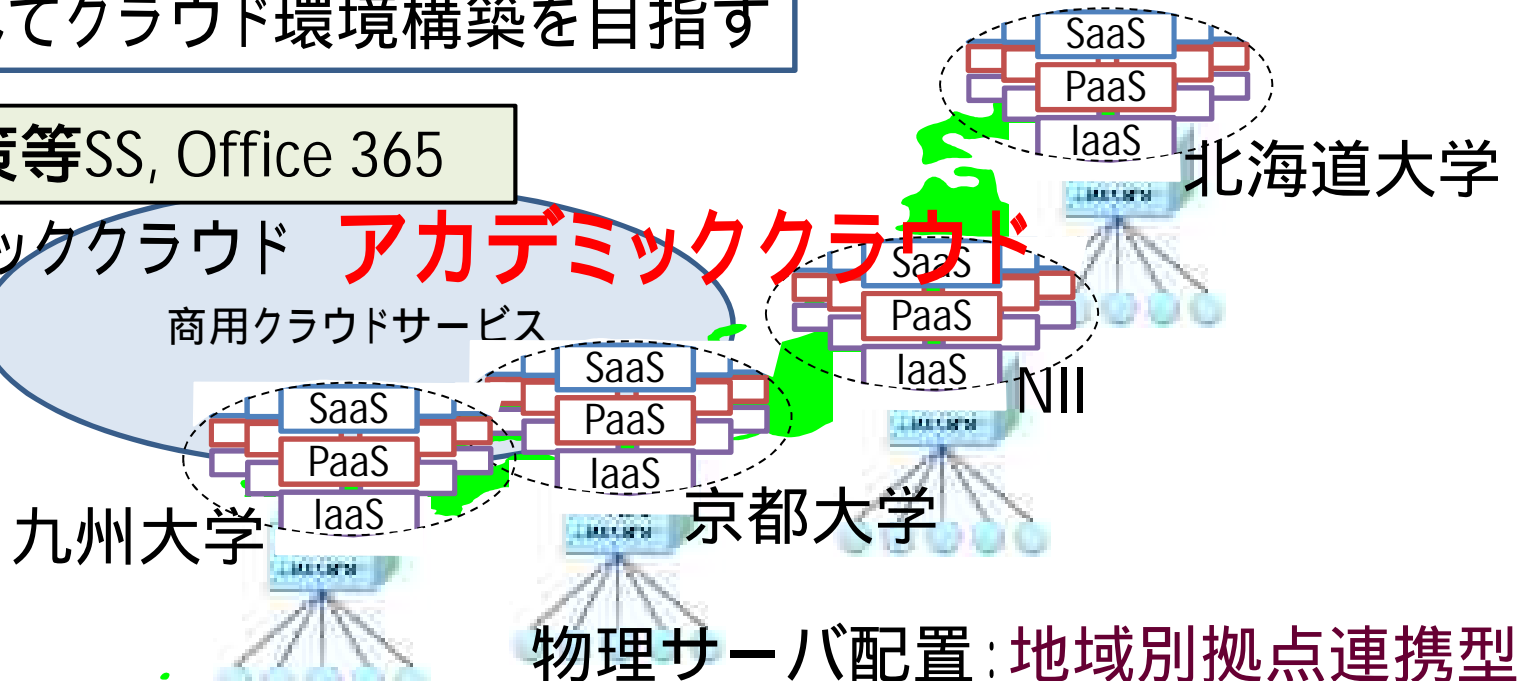 てクラウド環境構築を目指す
等SS, Office 365
ッククラウド アカデミッククラウド
商用クラウドサービス
SaaS
PaaS
IaaS
北海道大学
SaaS
PaaS
IaaS
NII
SaaS
PaaS
IaaS
京都大学
SaaS
PaaS
IaaS
九州大学
物理サーバ配置:地域別拠点連携型